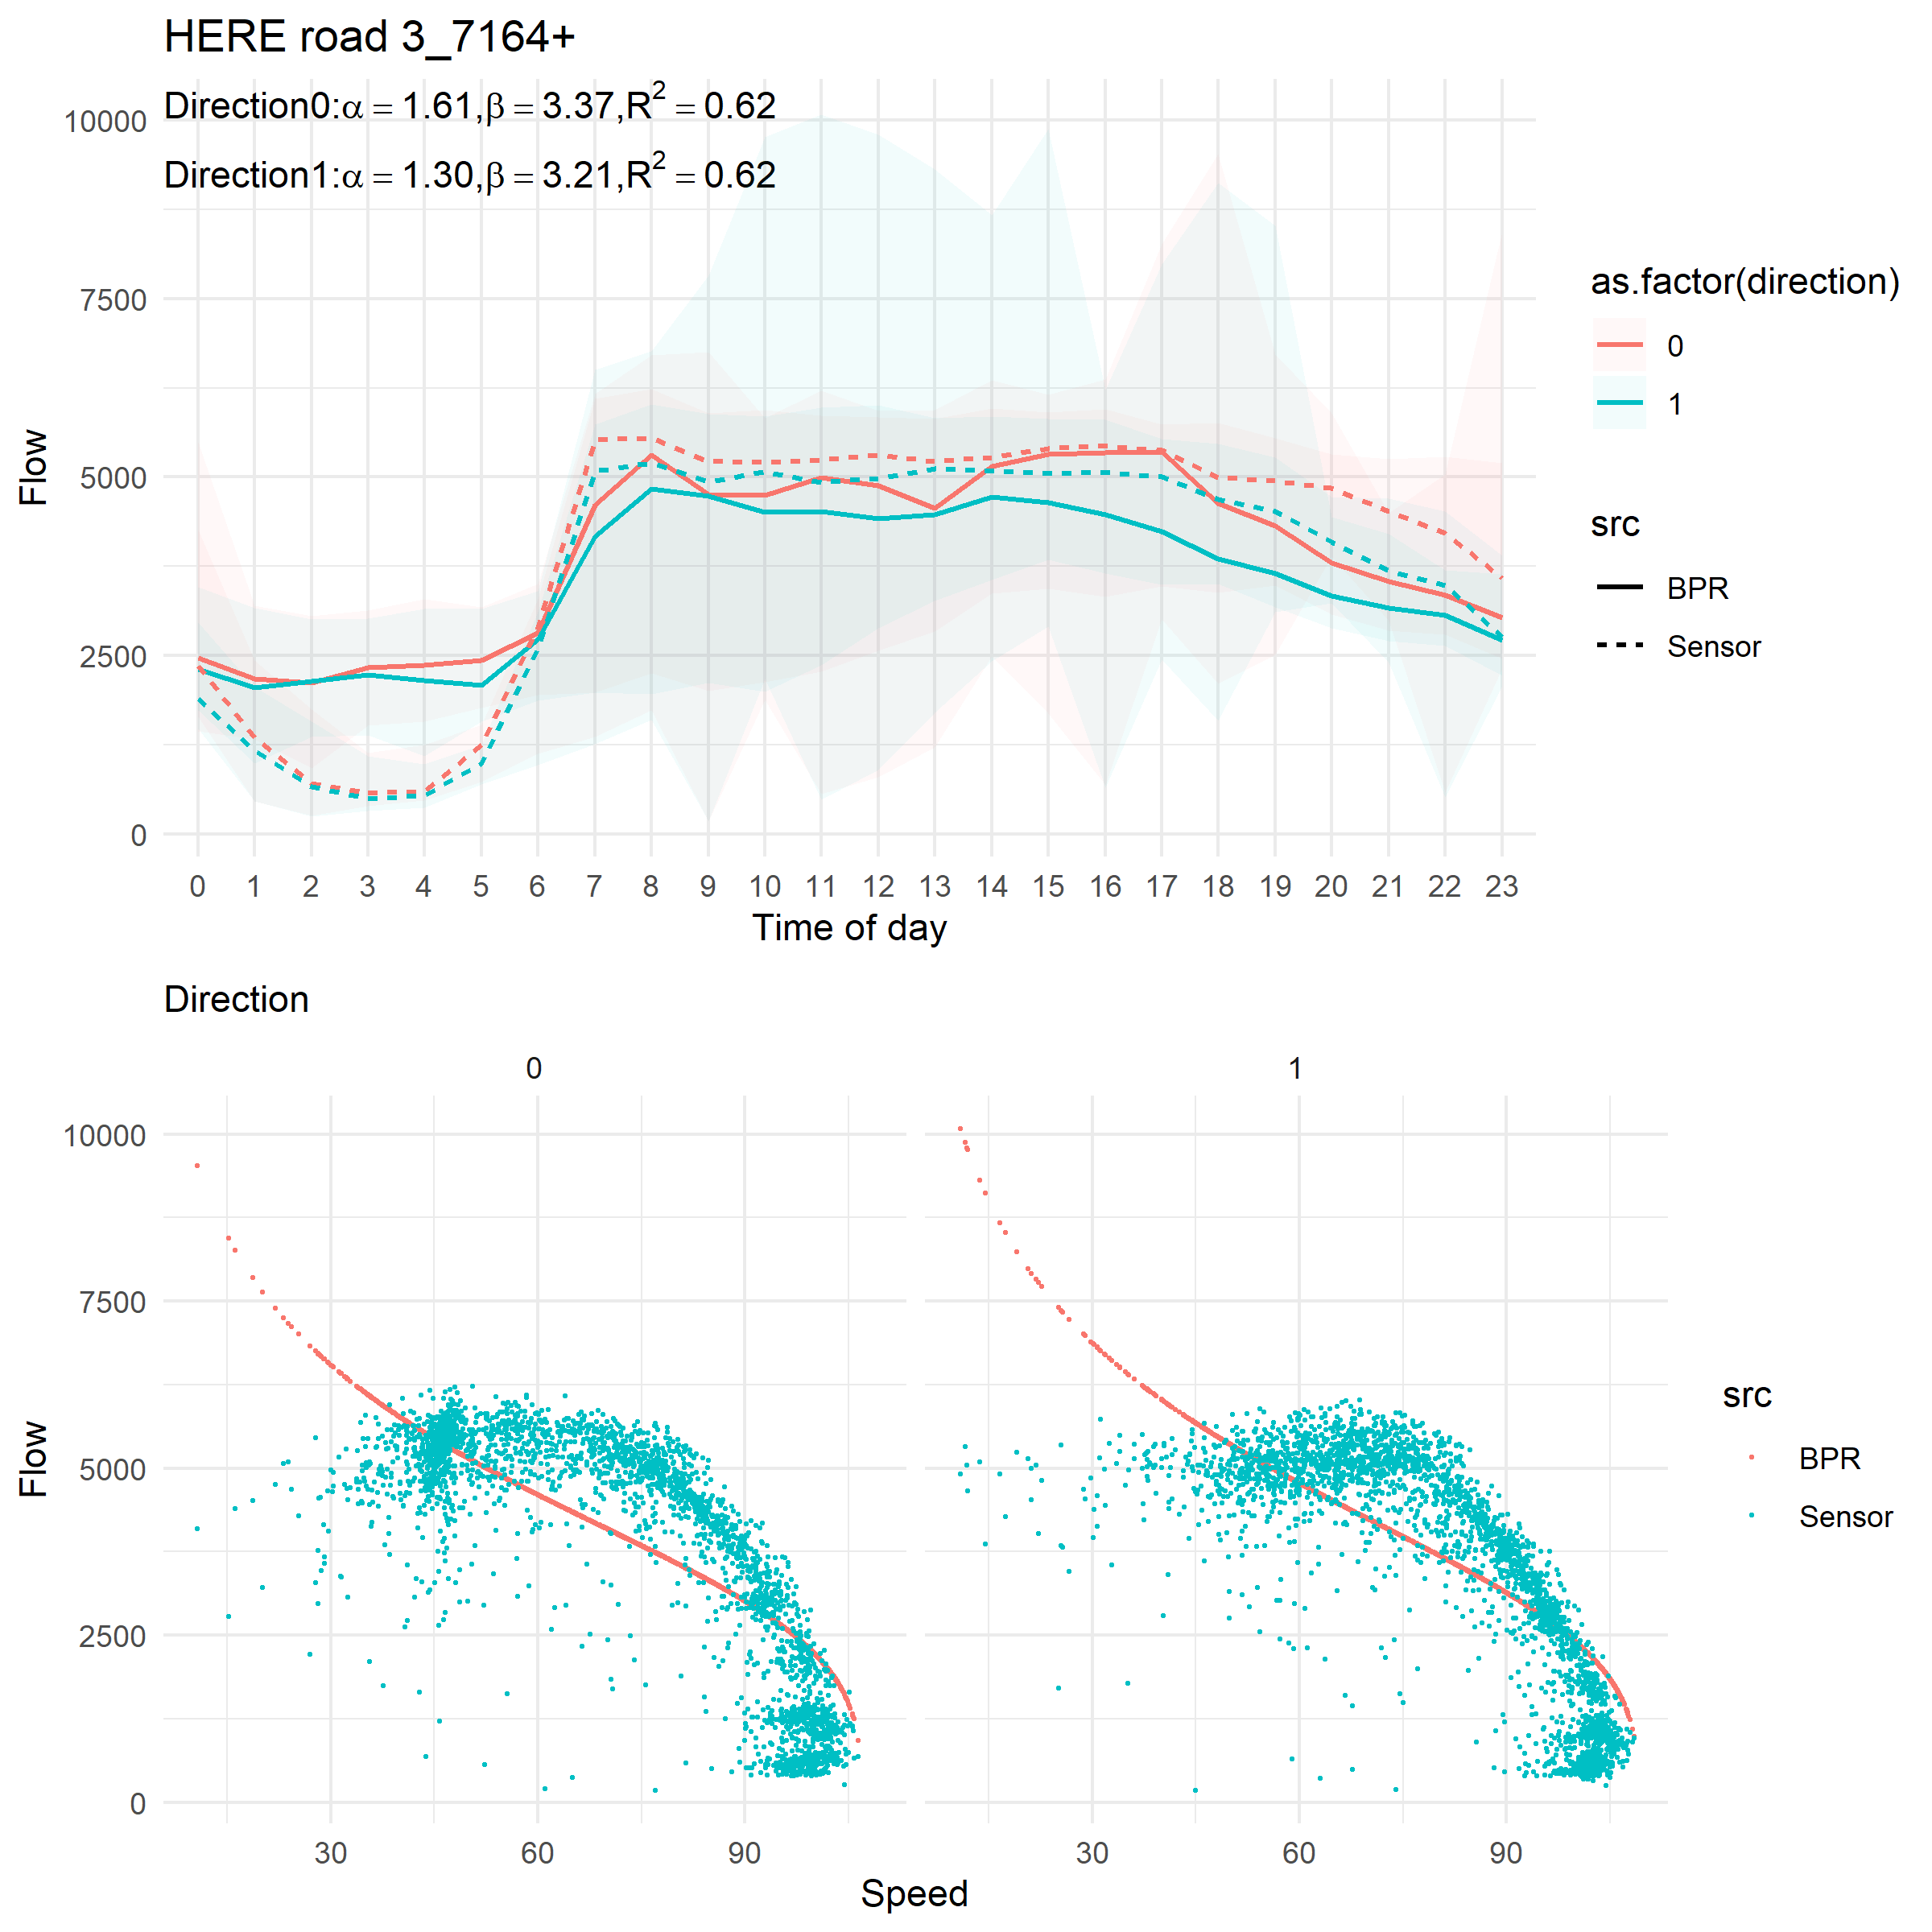 HERE road 3_7164+
Direction0:α = 1.61,β = 3.37,R² = 0.62
Direction1:α = 1.30,β = 3.21,R² = 0.62
10000
7500
5000
2500
0
Flow
0 1 2 3 4 5 6 7 8 9 10 11 12 13 14 15 16 17 18 19 20 21 22 23
Time of day
as.factor(direction)
0
1
src
BPR
Sensor
Direction
0 1
10000
7500
5000
2500
0
Flow
30 60 90 30 60 90
Speed
src
BPR
Sensor